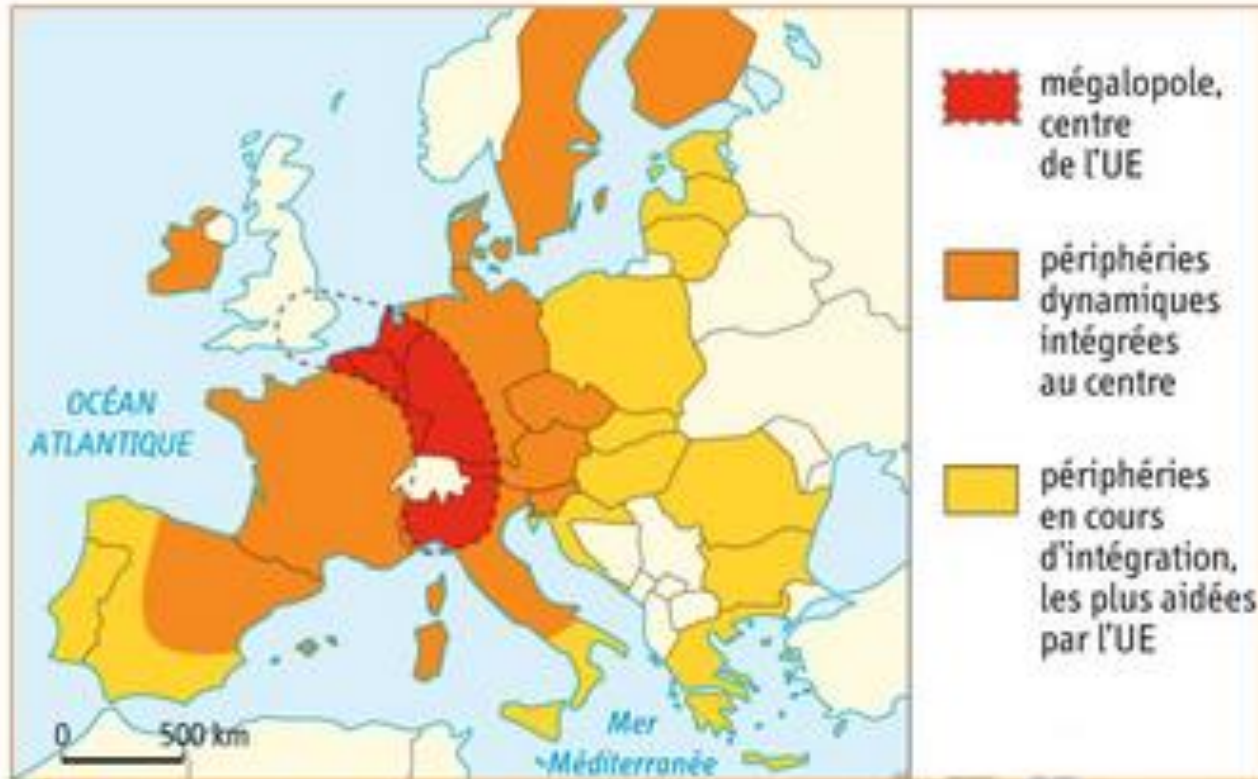 OCÉAN
ATLANTIQUE
0 500 km
Mer
Méditerranée
mégalopole,
centre
de l'UE
périphéries
dynamiques
intégrées
au centre
périphéries
en cours
d'intégration,
les plus aidées
par l'UE